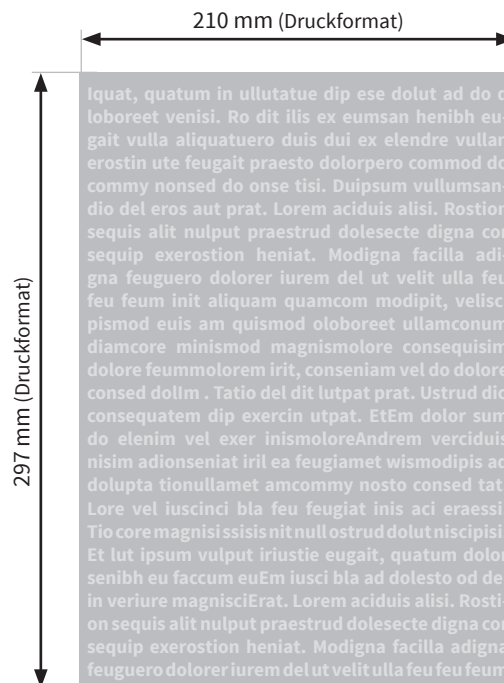 210 mm (Druckformat)
297 mm (Druckformat)
Iquat, quatum in ullutatue dip ese dolut ad do
loboreet venisi. Ro dit ilis ex eumsan henibh eu-
gait vulla aliquatuero duis dui ex elendre
erostin ute feugait praesto dolorpero commod
commy nonsed do onse tisi. Duipsum vullumsan-
dio del eros aut prat. Lorem aciduis alisi. Rostion
sequis alit nulput praestrud dolesecte digna
sequip exerostion heniat. Modigna facilla adi-
gna feuguero dolorer iurem del ut velit ulla feu
feu feum init aliquam quamcom modipit,
pismod euis am quismod oloboreet ullamconum
diamcore minismod magnismolore consequisim
dolore feummolorem irit, conseniam vel do dolore
consed dolIm . Tatio del dit lutpat prat. Ustrud
consequatem dip exercin utpat. EtEm dolor
do elenim vel exer inismoloreAndrem verciduis
nisim adionseniat iril ea feugiamet wismodipis
dolupta tionullamet amcommy nosto consed tat.
Lore vel iuscinci bla feu feugiat inis aci eraessi.
Tio core magnisi ssisis nit null ostrud dolut niscipisi.
Et lut ipsum vulput iriustie eugait, quatum dolor
senibh eu faccum euEm iusci bla ad dolesto od
in veriure magnisciErat. Lorem aciduis alisi. Rosti-
on sequis alit nulput praestrud dolesecte digna
sequip exerostion heniat. Modigna facilla adigna
feuguero dolorer iurem del ut velit ulla feu feu feum